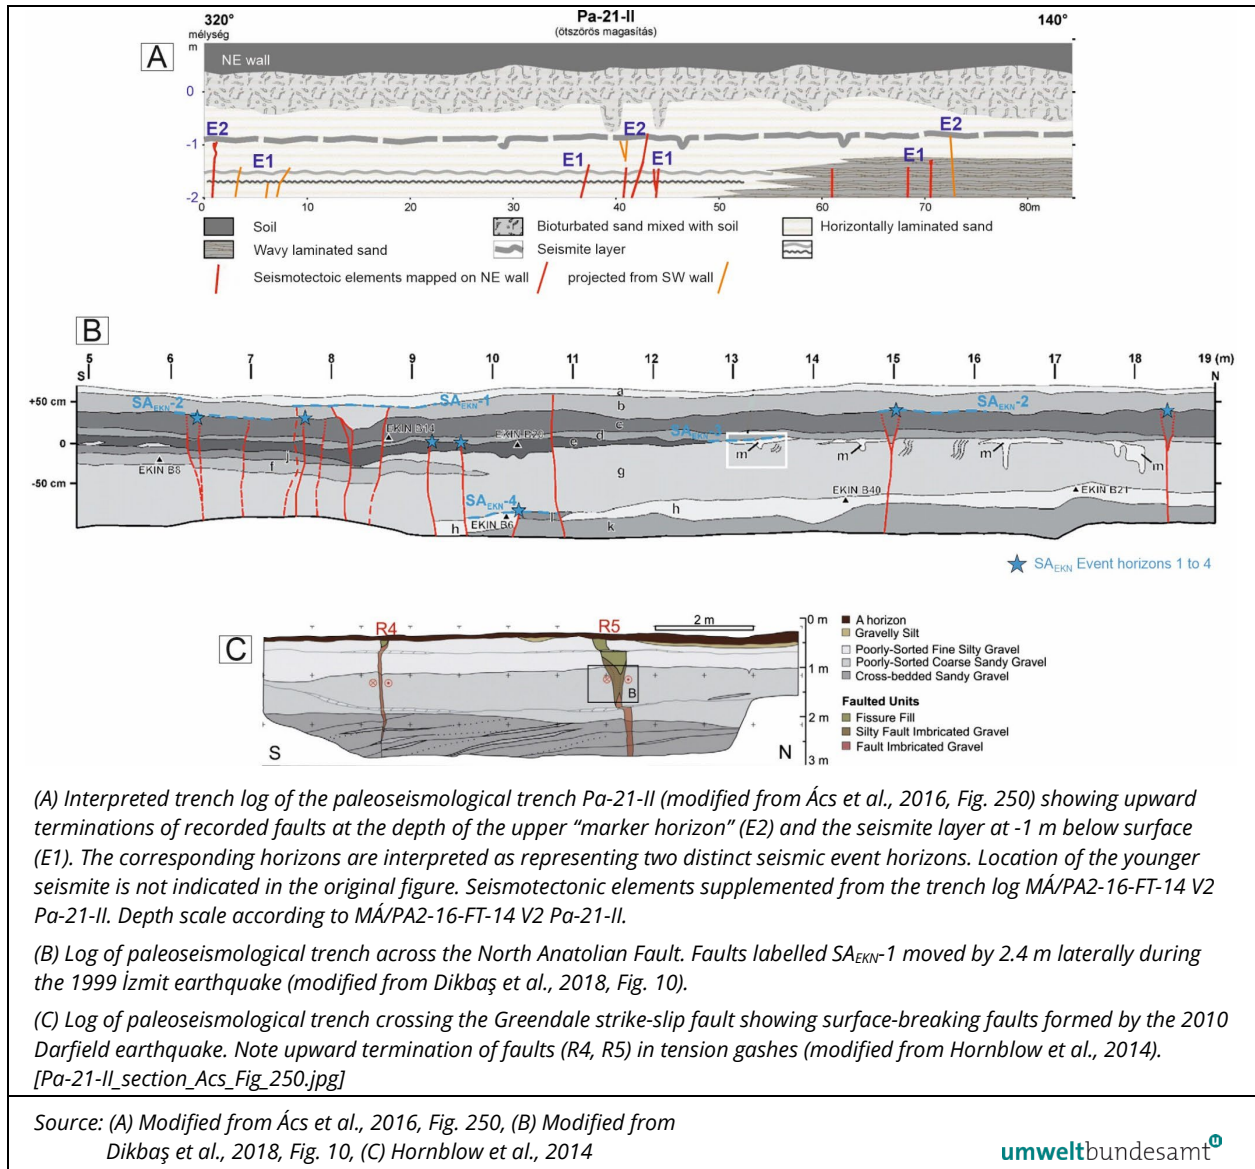 320°
Pa-21-II
140°
mélység
(ötszörös magasítás)
m
A
NE wall
0
E2
E2
E2
-1
E1
E1
E1
E1
-2
0
10
20
30
40
50
60
70
80m
Soil
Bioturbated sand mixed with soil
Horizontally laminated sand
Wavy laminated sand
Seismite layer
Seismotectoic elements mapped on NE wall
projected from SW wall
B
5
6
7
8
9
10
11
12
13
14
15
16
17
18
19 (m)
S
N
a
+50 cm
SAEKN-2
SAEKN-1
b
SAEKN-2
c
EKIN B14
d
0
EKIN B20
e
m
m
m
m
EKIN B8
j
f
g
-50 cm
SAEKN-4
EKIN B40
EKIN B21
h
EKIN B6
h
k
SAEKN Event horizons 1 to 4
R4
R5
2 m
0 m
A horizon
C
Gravelly Silt
Poorly-Sorted Fine Silty Gravel
1 m
Poorly-Sorted Coarse Sandy Gravel
Cross-bedded Sandy Gravel
B
Faulted Units
2 m
Fissure Fill
S
N
Silty Fault Imbricated Gravel
3 m
Fault Imbricated Gravel
(A) Interpreted trench log of the paleoseismological trench Pa-21-II (modified from Ács et al., 2016, Fig. 250) showing upward
terminations of recorded faults at the depth of the upper “marker horizon” (E2) and the seismite layer at -1 m below surface
(E1). The corresponding horizons are interpreted as representing two distinct seismic event horizons. Location of the younger
seismite is not indicated in the original figure. Seismotectonic elements supplemented from the trench log MÁ/PA2-16-FT-14 V2
Pa-21-II. Depth scale according to MÁ/PA2-16-FT-14 V2 Pa-21-II.
(B) Log of paleoseismological trench across the North Anatolian Fault. Faults labelled SAEKN-1 moved by 2.4 m laterally during
the 1999 İzmit earthquake (modified from Dikbaş et al., 2018, Fig. 10).
(C) Log of paleoseismological trench crossing the Greendale strike-slip fault showing surface-breaking faults formed by the 2010
Darfield earthquake. Note upward termination of faults (R4, R5) in tension gashes (modified from Hornblow et al., 2014).
[Pa-21-II_section_Acs_Fig_250.jpg]
Source: (A) Modified from Ács et al., 2016, Fig. 250, (B) Modified from
Dikbaş et al., 2018, Fig. 10, (C) Hornblow et al., 2014
umweltbundesamt u